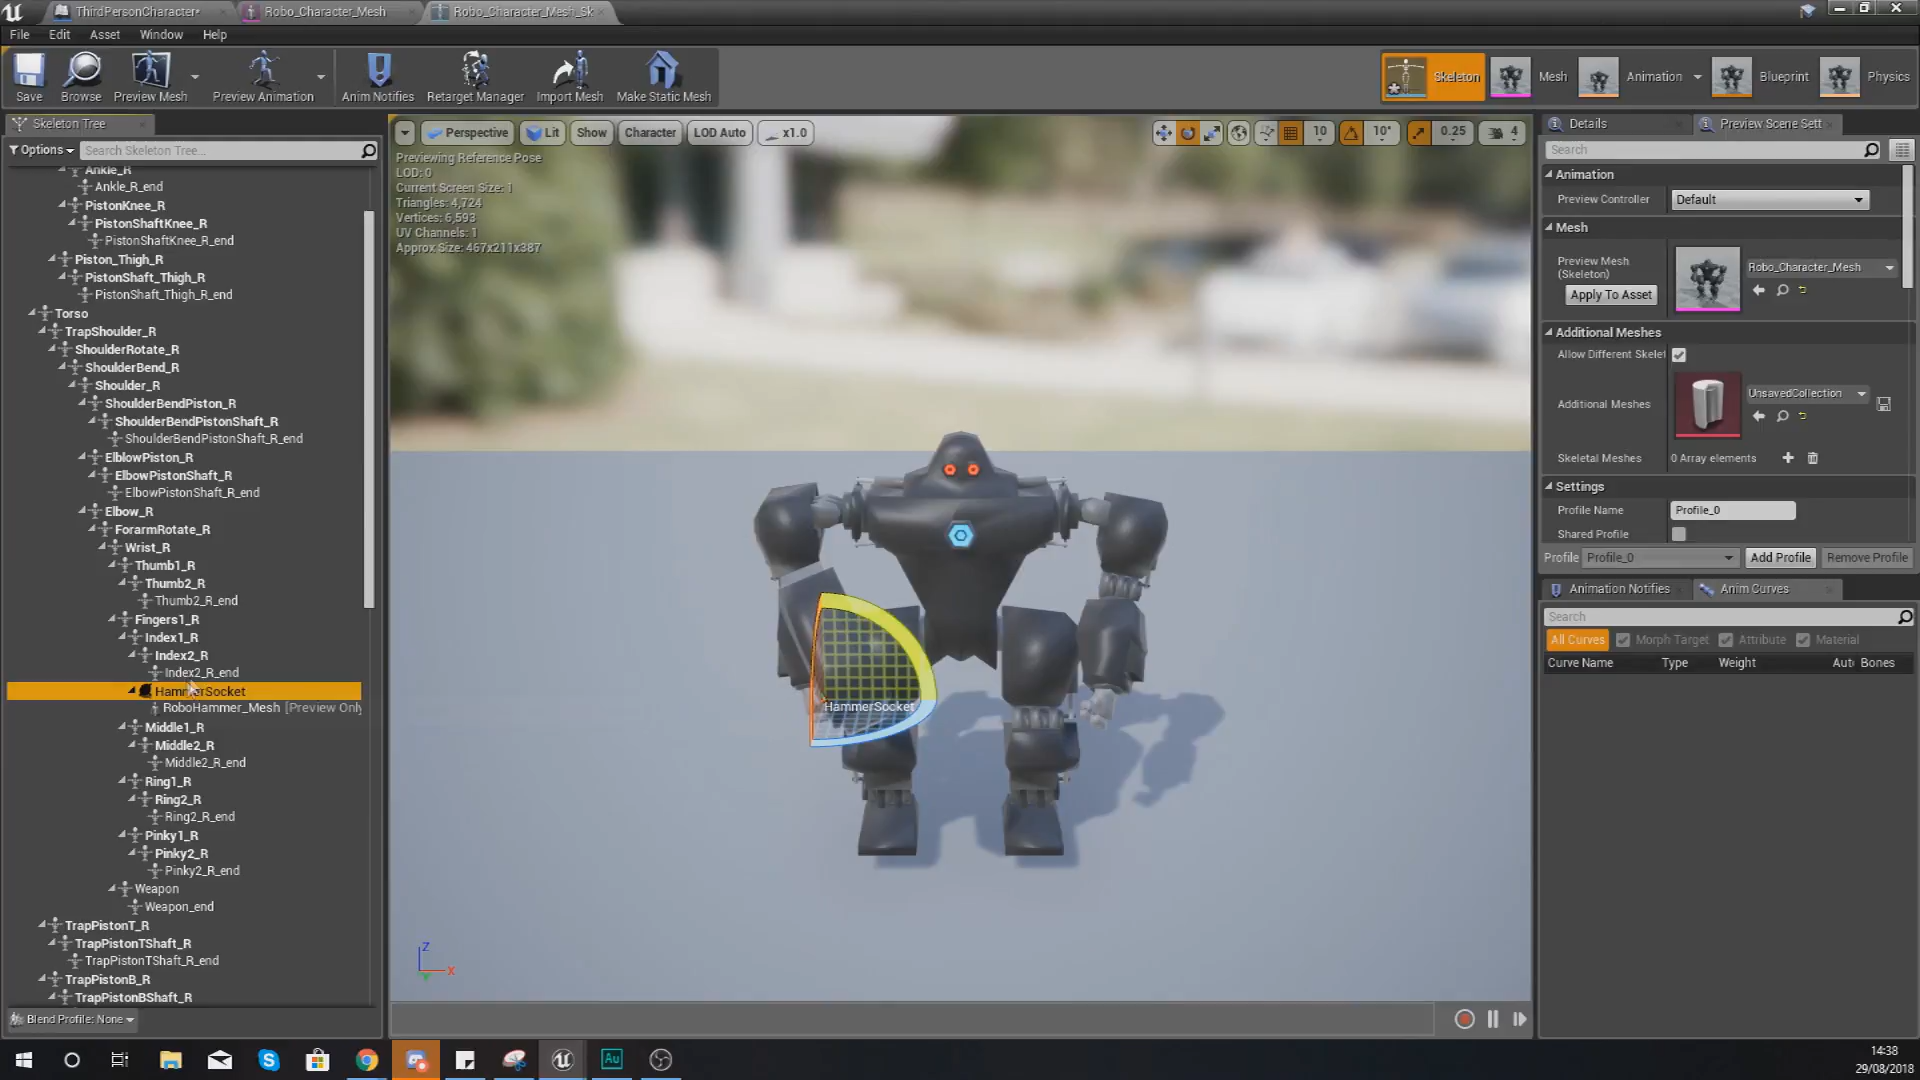 ThirdPersonCharacter*
Robo_Character_Mesh
Robo_Character_Mesh_Sk
File Edit Asset Window Help
Save
Browse
Preview Mesh
Preview Animation
Anim Notifies
Retarget Manager
Import Mesh
Make Static Mesh
Skeleton
Mesh
Animation
Blueprint
Physics
Skeleton Tree
Options
Search Skeleton Tree...
Ankle_R
Ankle_R_end
PistonKnee_R
PistonShaftKnee_R
PistonShaftKnee_R_end
Piston_Thigh_R
PistonShaft_Thigh_R
PistonShaft_Thigh_R_end
Torso
TrapShoulder_R
ShoulderRotate_R
ShoulderBend_R
Shoulder_R
ShoulderBendPiston_R
ShoulderBendPistonShaft_R
ShoulderBendPistonShaft_R_end
ElblowPiston_R
ElbowPistonShaft_R
ElbowPistonShaft_R_end
Elbow_R
ForarmRotate_R
Wrist_R
Thumb1_R
Thumb2_R
Thumb2_R_end
Fingers1_R
Index1_R
Index2_R
Index2_R_end
HammerSocket
RoboHammer_Mesh [Preview Only
Middle1_R
Middle2_R
Middle2_R_end
Ring1_R
Ring2_R
Ring2_R_end
Pinky1_R
Pinky2_R
Pinky2_R_end
Weapon
Weapon_end
TrapPistonT_R
TrapPistonTShaft_R
TrapPistonTShaft_R_end
TrapPistonB_R
TrapPistonBShaft_R
Blend Profile: None
Perspective Lit Show Character LOD Auto x1.0
10 10° 0.25 4
Previewing Reference Pose
LOD: 0
Current Screen Size: 1
Triangles: 4,724
Vertices: 6,593
UV Channels: 1
Approx Size: 467x211x387
HammerSocket
Z
X
Details
Preview Scene Sett
Search
Animation
Preview Controller Default
Mesh
Preview Mesh
(Skeleton)
Apply To Asset
Robo_Character_Mesh
Additional Meshes
Allow Different Skelet
Additional Meshes
UnsavedCollection
Skeletal Meshes 0 Array elements
Settings
Profile Name Profile_0
Shared Profile
Profile Profile_0 Add Profile Remove Profile
Animation Notifies
Anim Curves
Search
All Curves Morph Target Attribute Material
Curve Name Type Weight Auto Bones
Au
14:38
29/08/2018